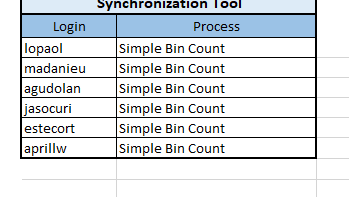 Synchronization Tool
Login Process
lopaol Simple Bin Count
madanieu Simple Bin Count
agudolan Simple Bin Count
jasocuri Simple Bin Count
estecort Simple Bin Count
aprillw Simple Bin Count